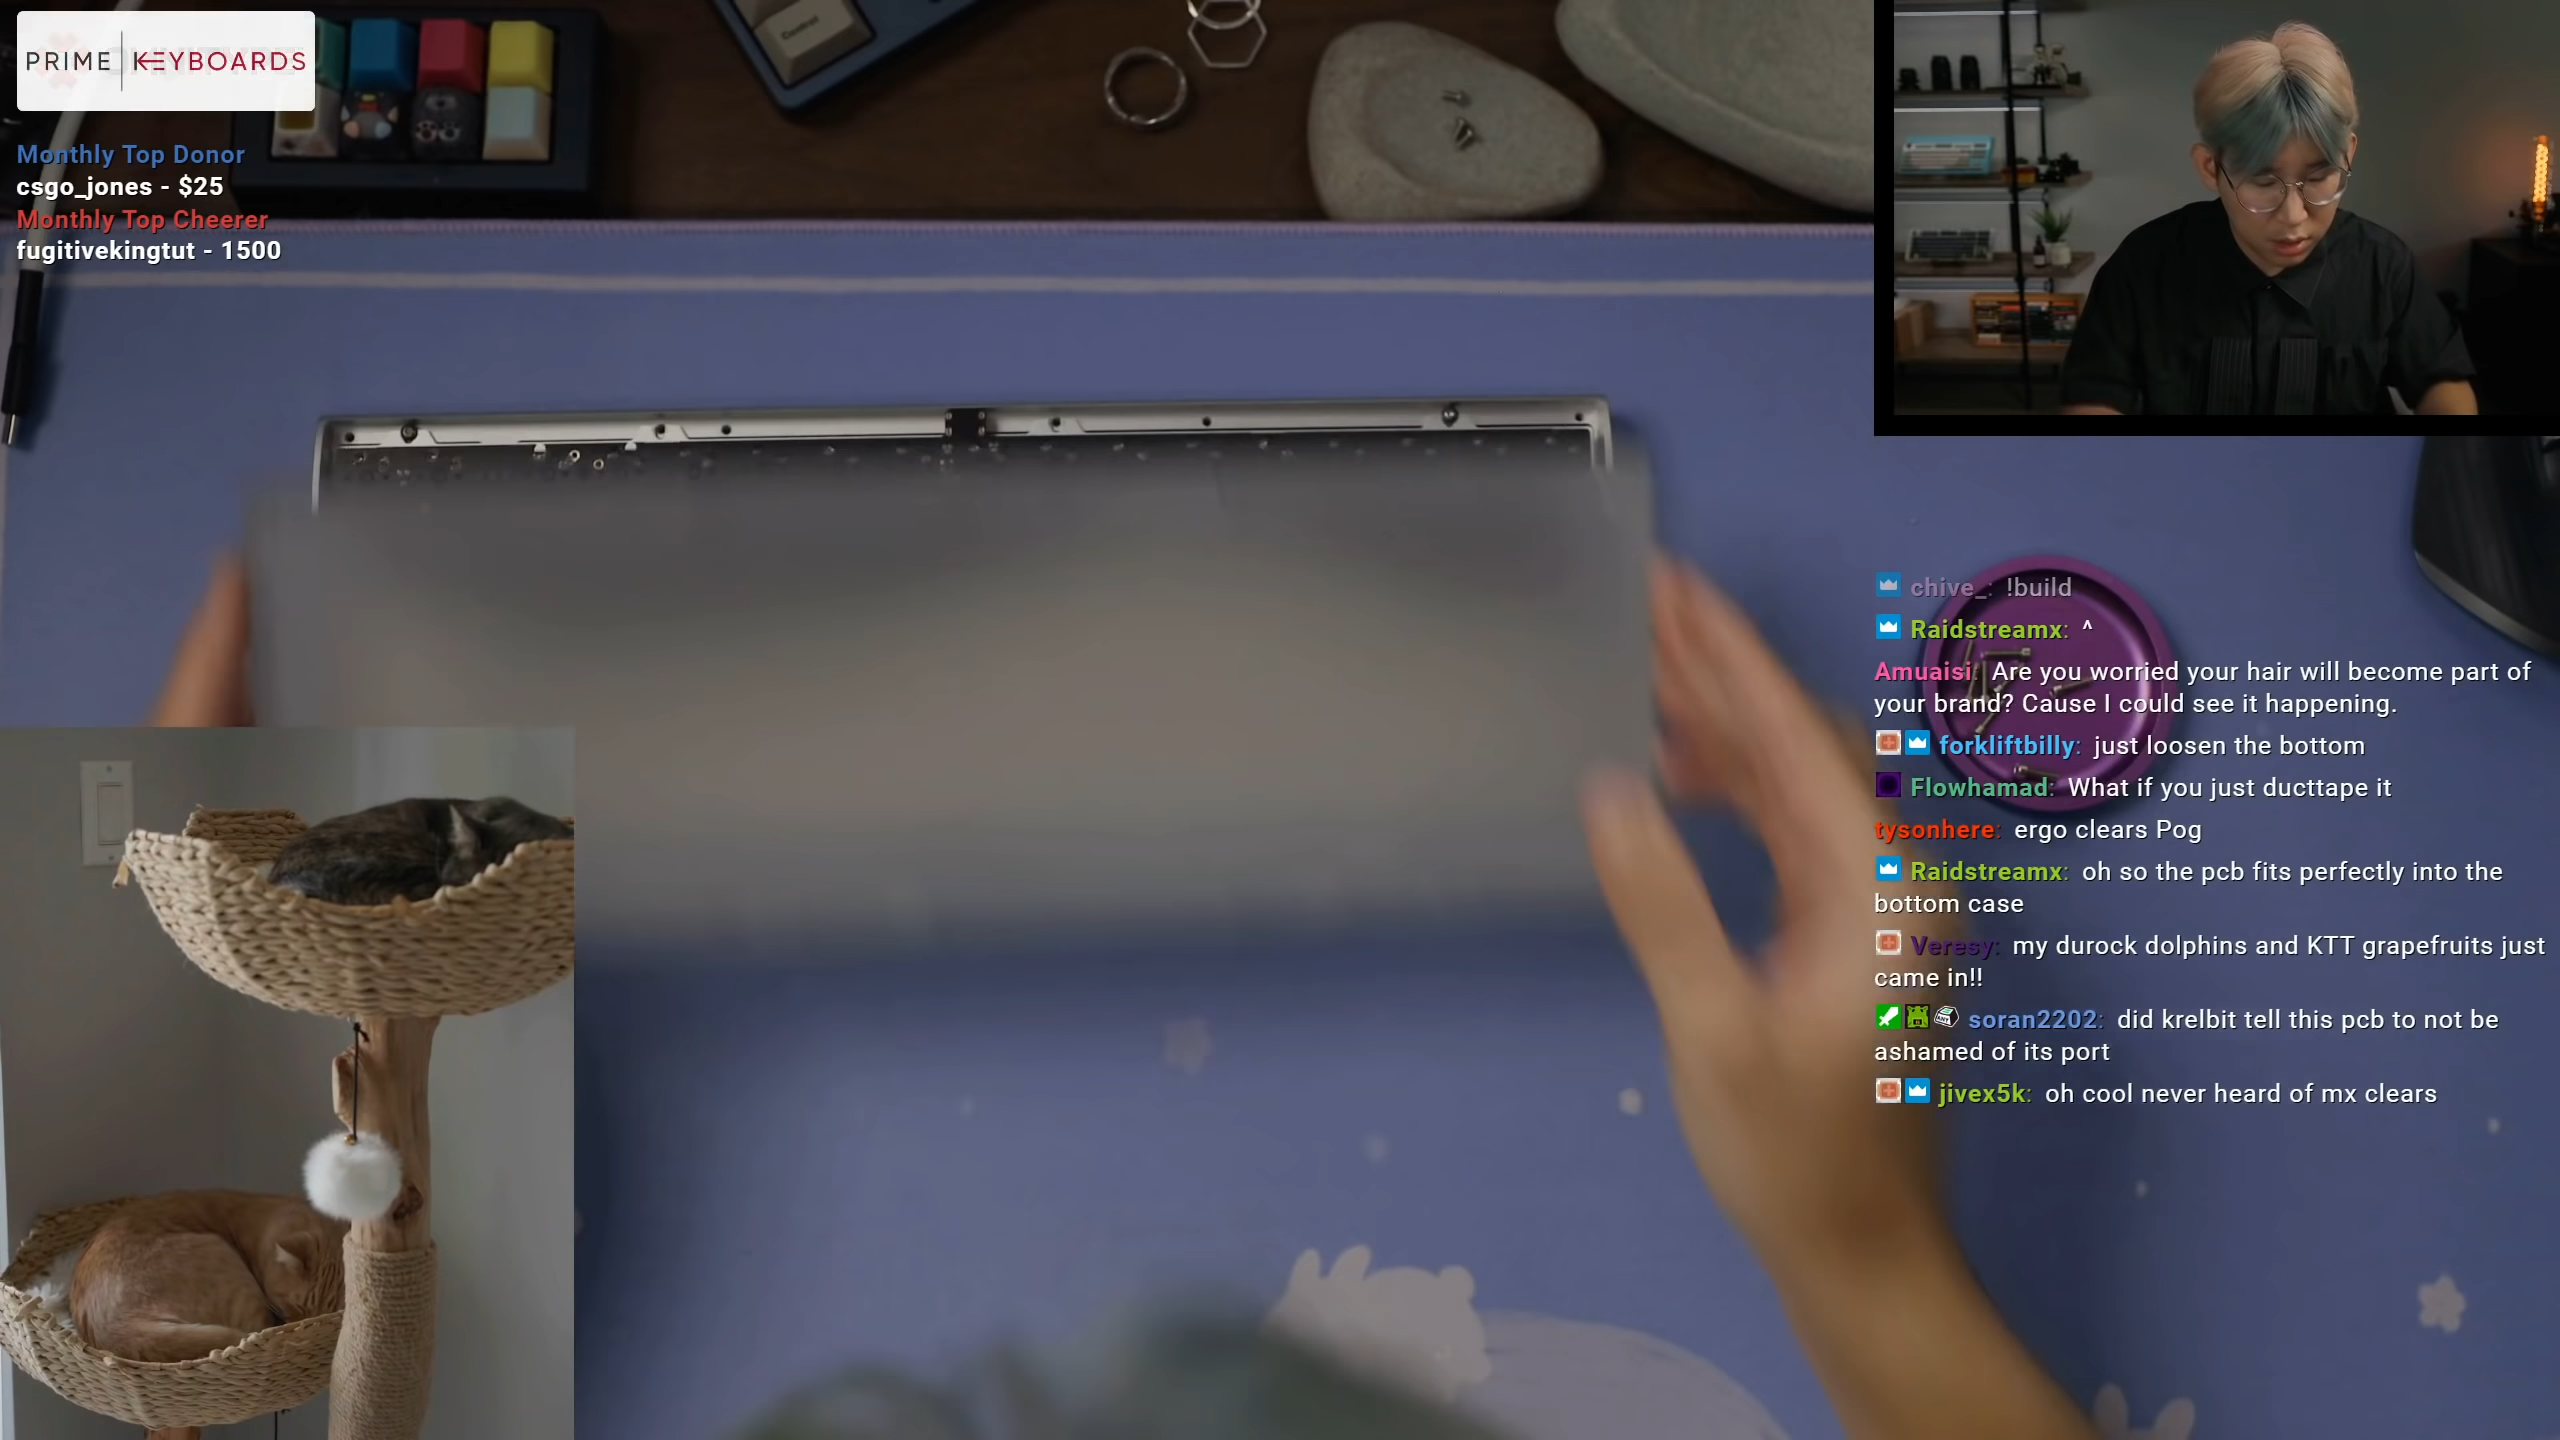 PRIME KEYBOARDS
Control
Monthly Top Donor
csgo_jones - $25
Monthly Top Cheerer
fugitivekingtut - 1500
chive_: !build
Raidstreamx: ^
Amuaisi: Are you worried your hair will become part of
your brand? Cause I could see it happening.
forkliftbilly: just loosen the bottom
Flowhamad: What if you just ducttape it
tysonhere: ergo clears Pog
Raidstreamx: oh so the pcb fits perfectly into the
bottom case
Veresy: my durock dolphins and KTT grapefruits just
came in!!
soran2202: did krelbit tell this pcb to not be
ashamed of its port
jivex5k: oh cool never heard of mx clears